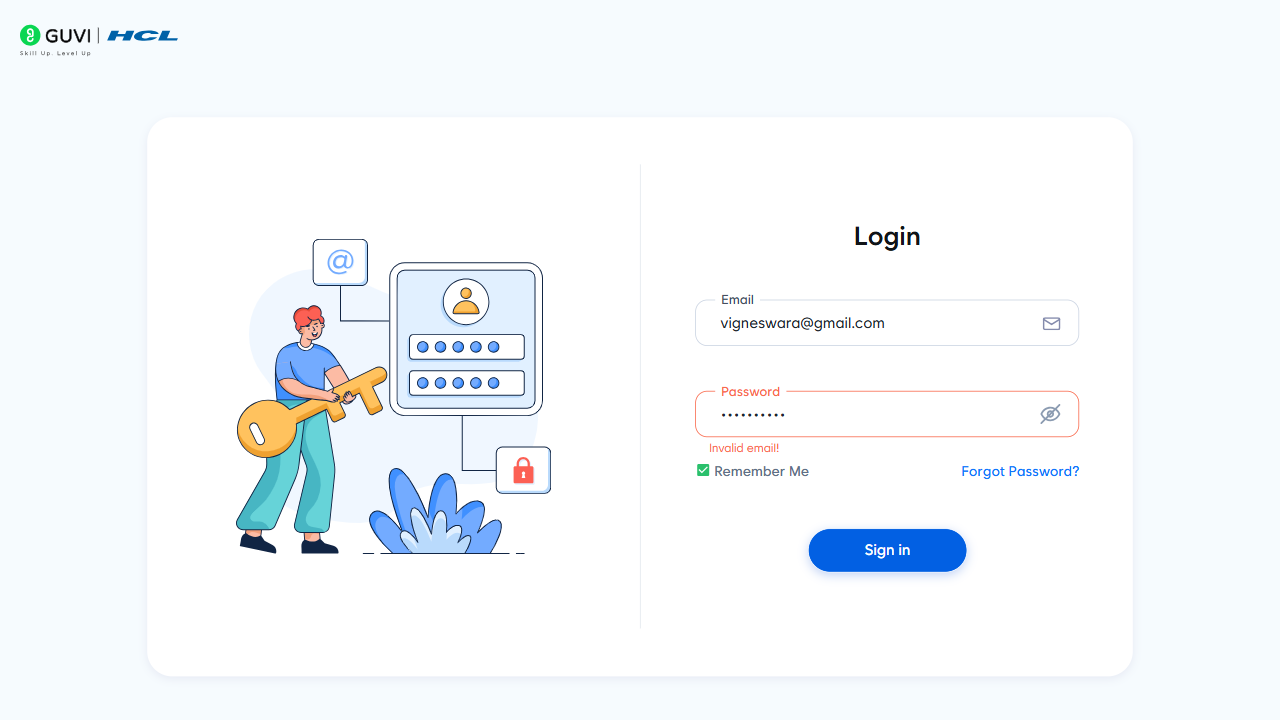 GUVI | HCL
Skill Up. Level Up
@
Login
Email
vigneswara@gmail.com
Password
••••••••••
Invalid email!
Remember Me
Forgot Password?
Sign in